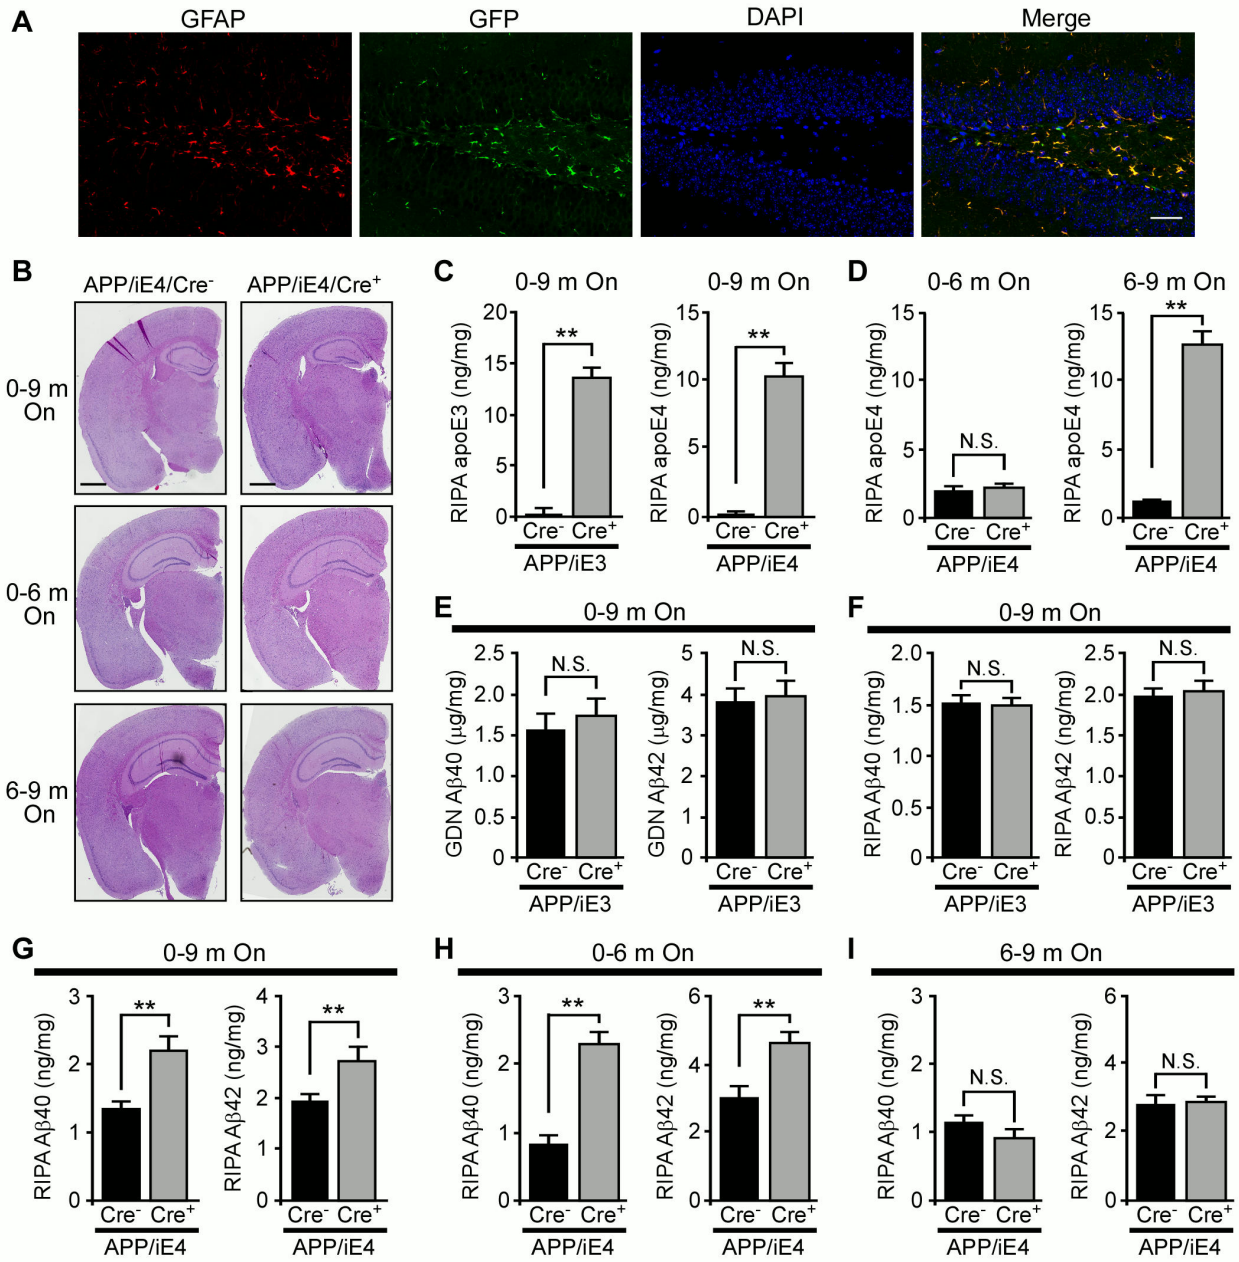 A
GFAP
GFP
DAPI
Merge
B
APP/iE4/Cre-
APP/iE4/Cre+
0-9 m
On
0-6 m
On
6-9 m
On
C
0-9 m On
RIPA apoE3 (ng/mg)
20
15
10
5
0
**
Cre-
Cre+
APP/iE3
0-9 m On
RIPA apoE4 (ng/mg)
15
10
5
0
**
Cre-
Cre+
APP/iE4
D
0-6 m On
RIPA apoE4 (ng/mg)
15
10
5
0
N.S.
Cre-
Cre+
APP/iE4
6-9 m On
RIPA apoE4 (ng/mg)
15
10
5
0
**
Cre-
Cre+
APP/iE4
E
0-9 m On
GDN Aβ40 (µg/mg)
2.5
2.0
1.5
1.0
0.5
0
N.S.
Cre-
Cre+
APP/iE3
GDN Aβ42 (µg/mg)
5
4
3
2
1
0
N.S.
Cre-
Cre+
APP/iE3
F
0-9 m On
RIPA Aβ40 (ng/mg)
2.0
1.5
1.0
0.5
0
N.S.
Cre-
Cre+
APP/iE3
RIPA Aβ42 (ng/mg)
2.5
2.0
1.5
1.0
0.5
0
N.S.
Cre-
Cre+
APP/iE3
G
0-9 m On
RIPA Aβ40 (ng/mg)
3
2
1
0
**
Cre-
Cre+
APP/iE4
RIPA Aβ42 (ng/mg)
4
3
2
1
0
**
Cre-
Cre+
APP/iE4
H
0-6 m On
RIPA Aβ40 (ng/mg)
3
2
1
0
**
Cre-
Cre+
APP/iE4
RIPA Aβ42 (ng/mg)
6
4
2
0
**
Cre-
Cre+
APP/iE4
I
6-9 m On
RIPA Aβ40 (ng/mg)
3
2
1
0
N.S.
Cre-
Cre+
APP/iE4
RIPA Aβ42 (ng/mg)
6
4
2
0
N.S.
Cre-
Cre+
APP/iE4